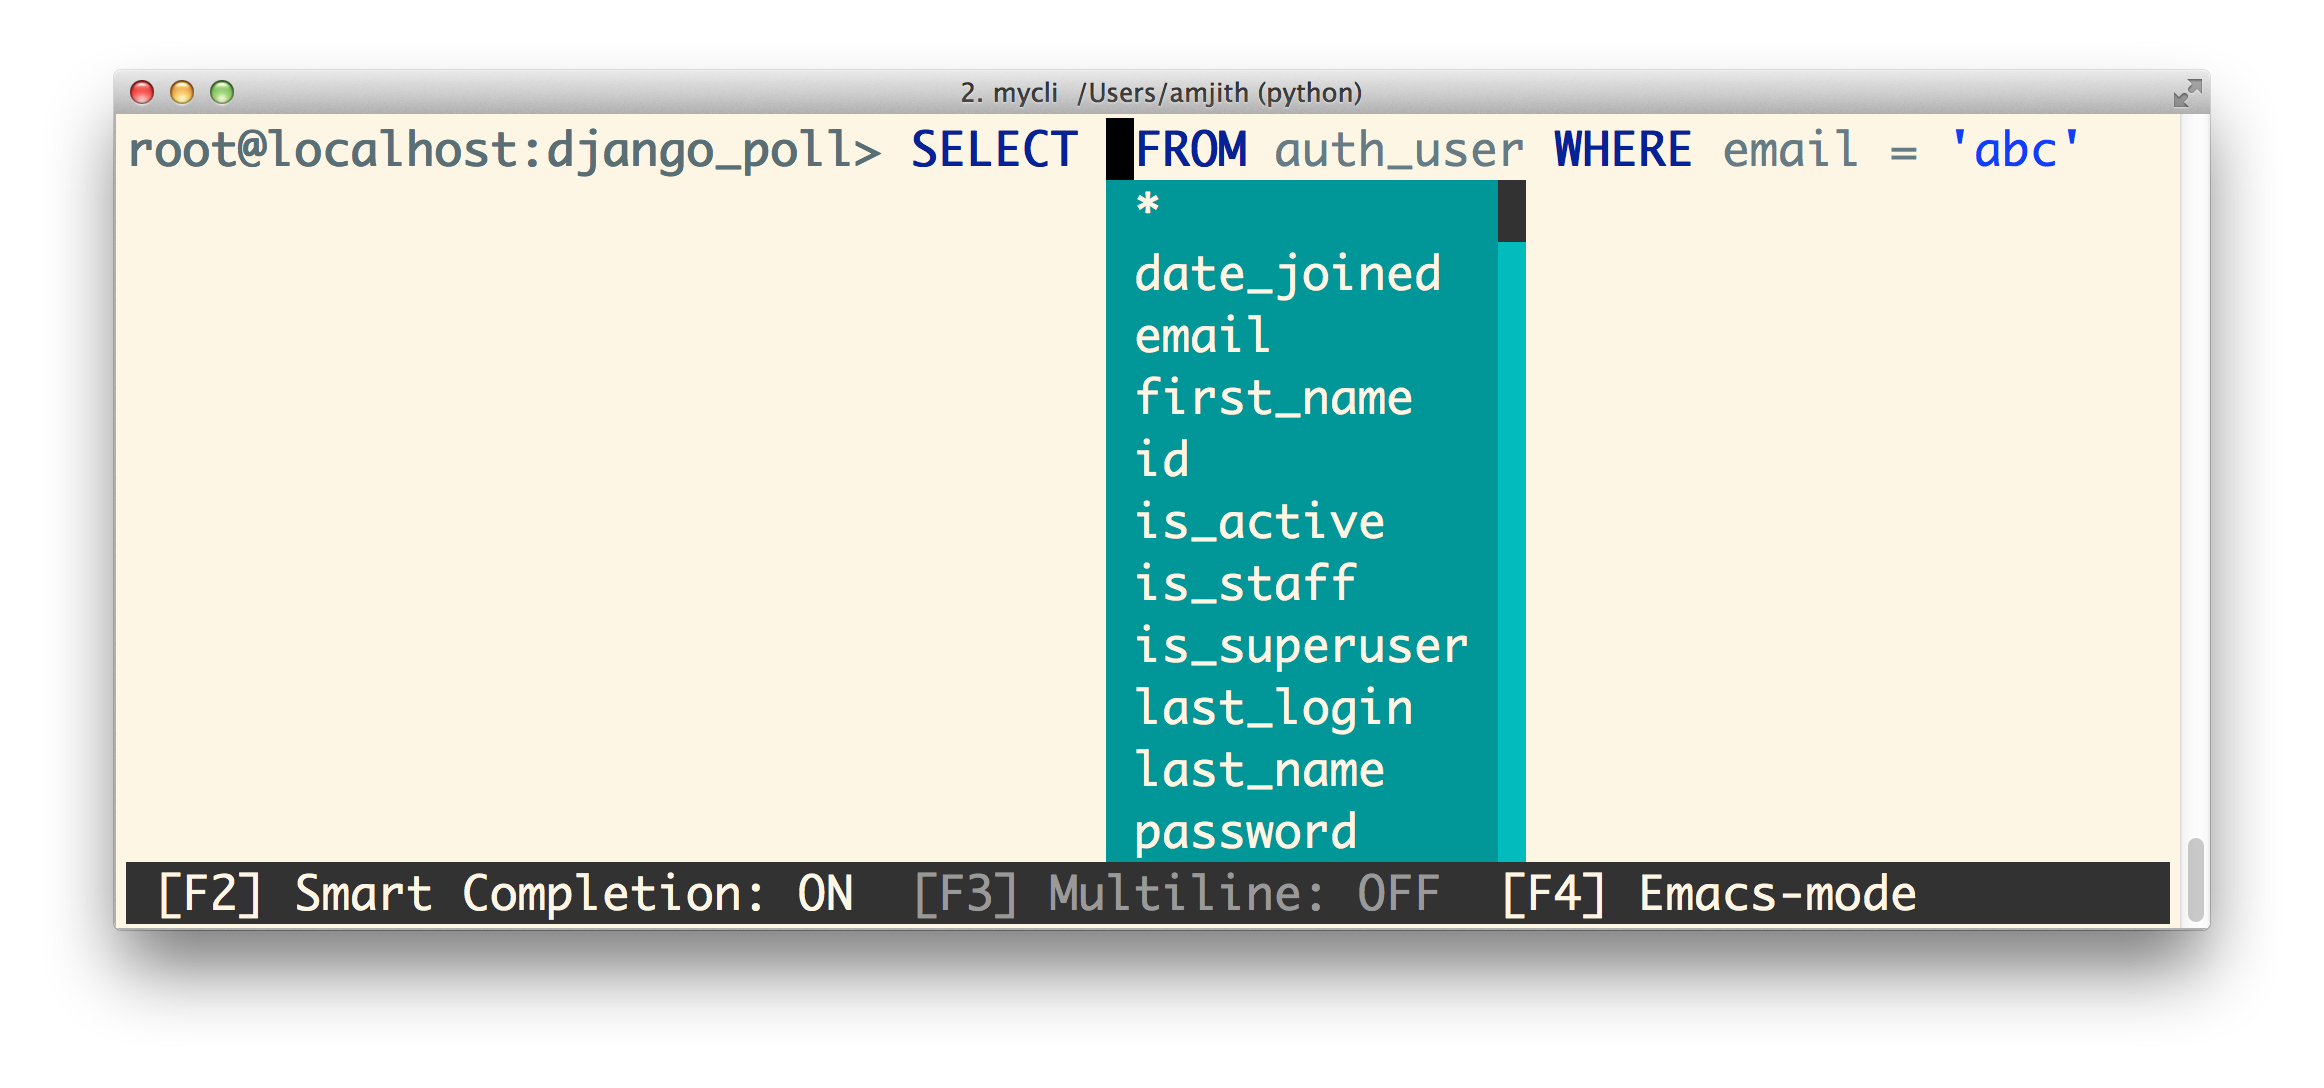 2. mycli /Users/amjith (python)
root@localhost:django_poll> SELECT FROM auth_user WHERE email = 'abc'
*
date_joined
email
first_name
id
is_active
is_staff
is_superuser
last_login
last_name
password
[F2] Smart Completion: ON [F3] Multiline: OFF [F4] Emacs-mode